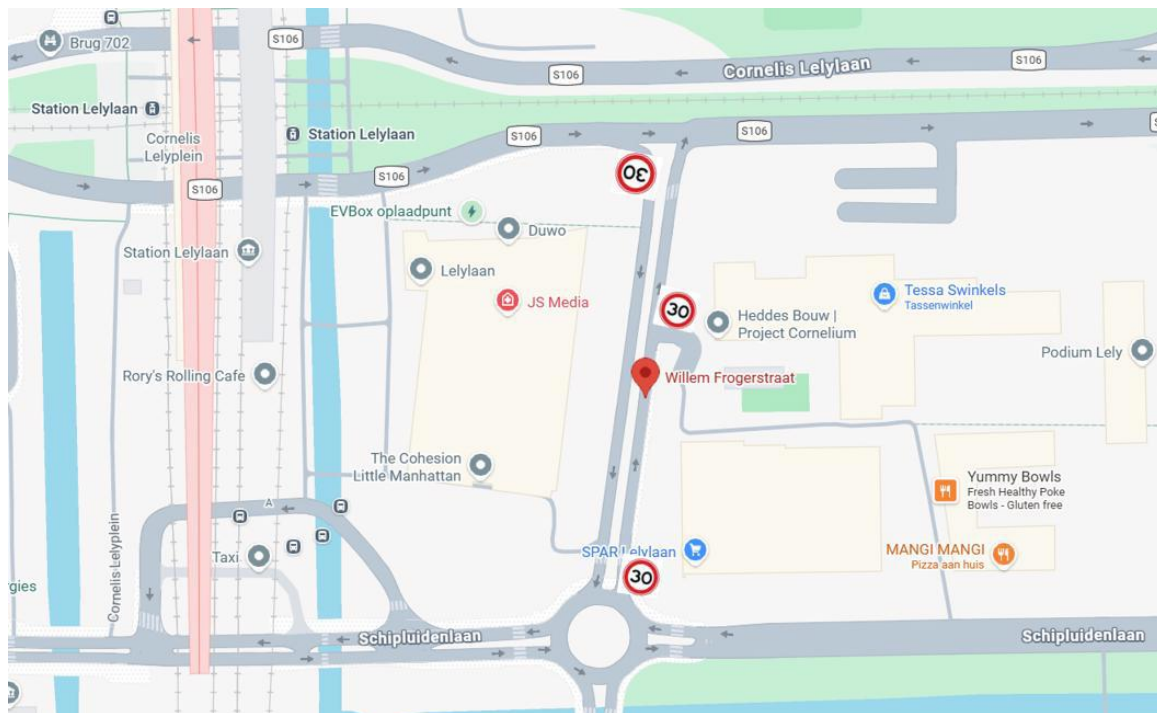 Brug 702
S106
S106
Cornelis Lelylaan
S106
Station Lelylaan
Cornelis
Lelyplein
Station Lelylaan
S106
S106
S106
S106
30
EVBox oplaadpunt
Duwo
Station Lelylaan
Lelylaan
JS Media
30
Heddes Bouw |
Project Cornelium
Tessa Swinkels
Tassenwinkel
Podium Lely
Rory's Rolling Cafe
Willem Frogerstraat
The Cohesion
Little Manhattan
A
Yummy Bowls
Fresh Healthy Poke
Bowls - Gluten free
Taxi
Cornelis Lelyplein
SPAR Lelylaan
MANGI MANGI
Pizza aan huis
30
gies
Schipluidenlaan
Schipluidenlaan